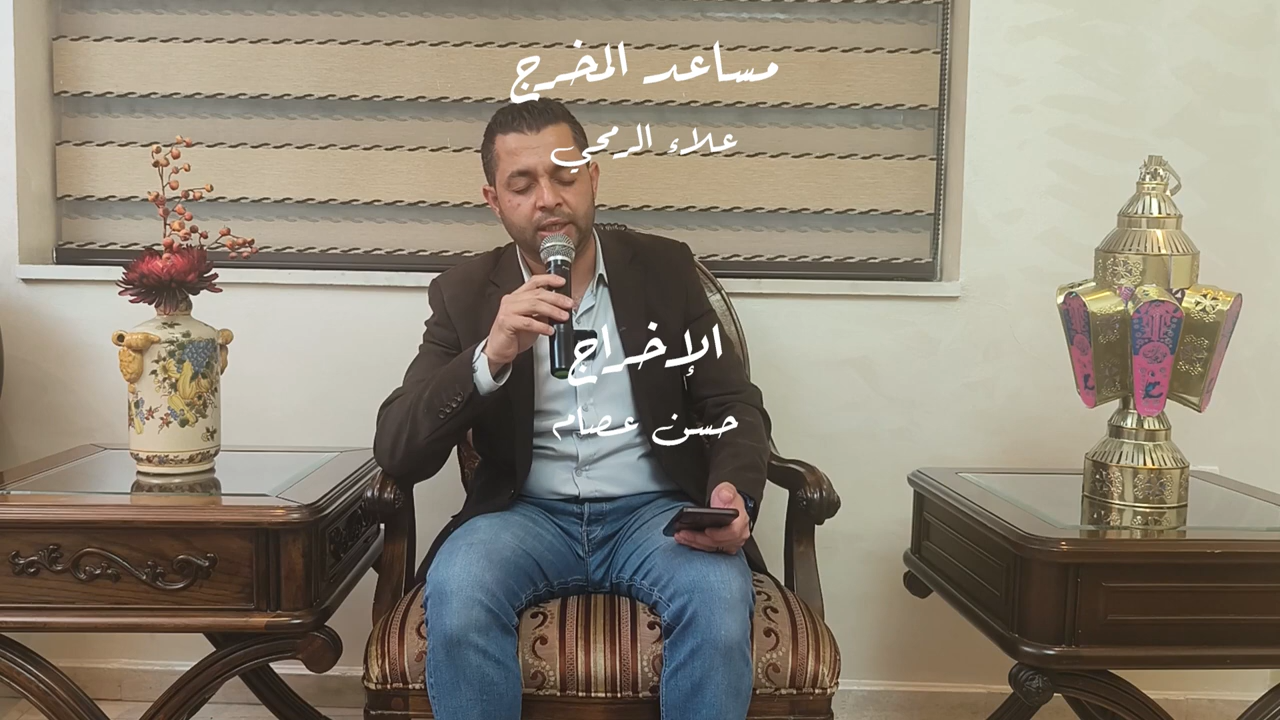 مساعد المخرج
علاء الرمحي
الإخراج
حسن عصام